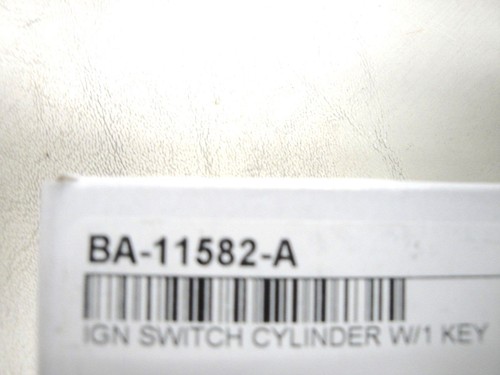 BA-11582-A
IGN SWITCH CYLINDER W/1 KEY